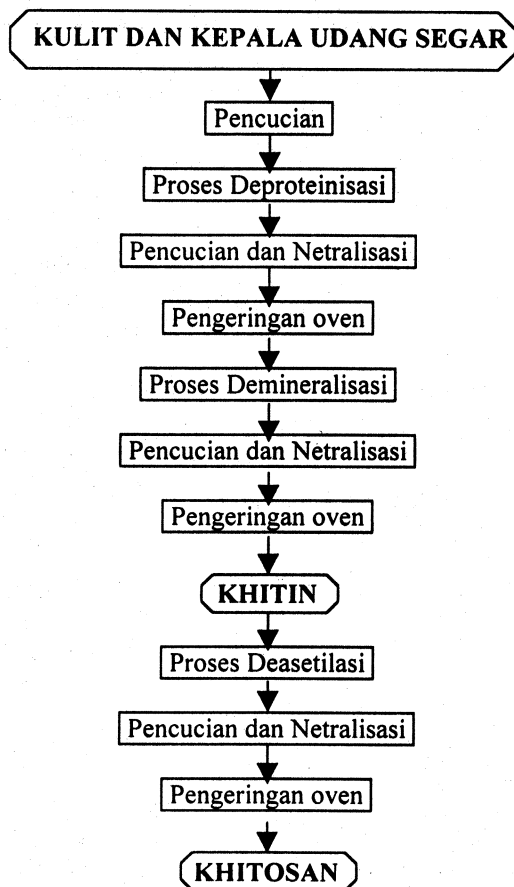 KULIT DAN KEPALA UDANG SEGAR
Pencucian
Proses Deproteinisasi
Pencucian dan Netralisasi
Pengeringan oven
Proses Demineralisasi
Pencucian dan Netralisasi
Pengeringan oven
KHITIN
Proses Deasetilasi
Pencucian dan Netralisasi
Pengeringan oven
KHITOSAN